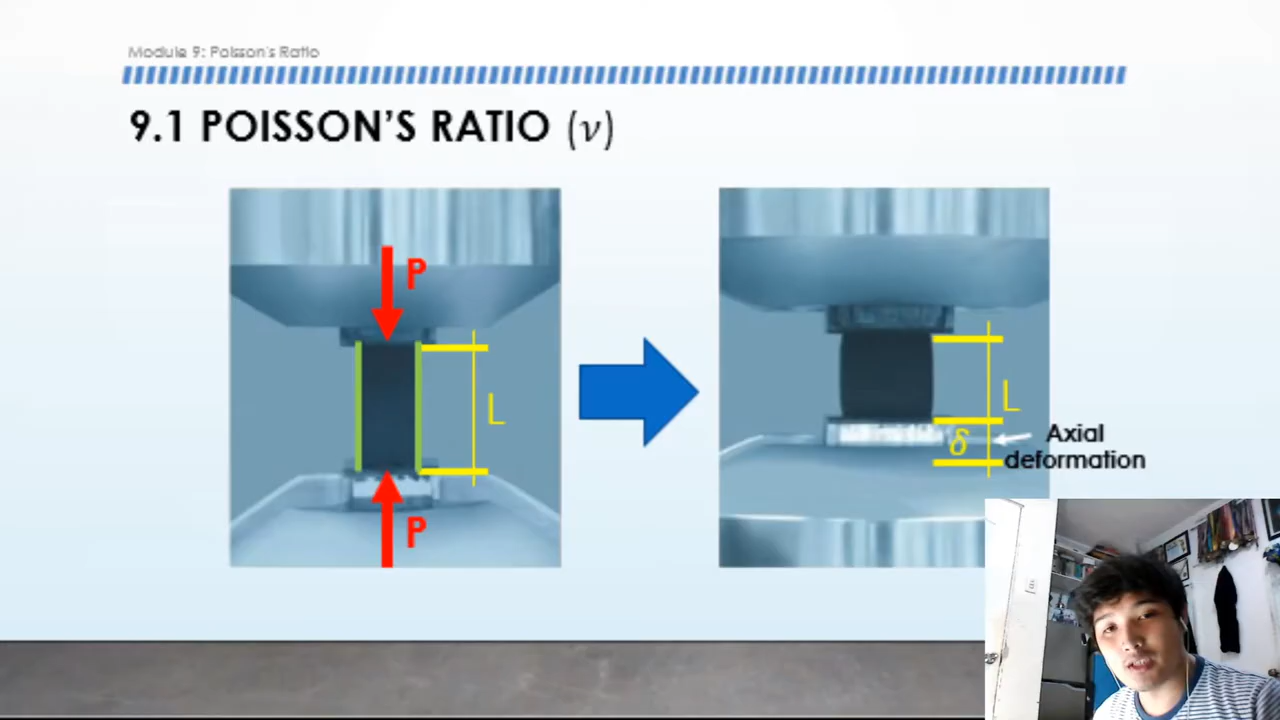 Module 9: Poisson's Ratio
9.1 POISSON'S RATIO (ν)
P
L
P
L
δ
Axial
deformation